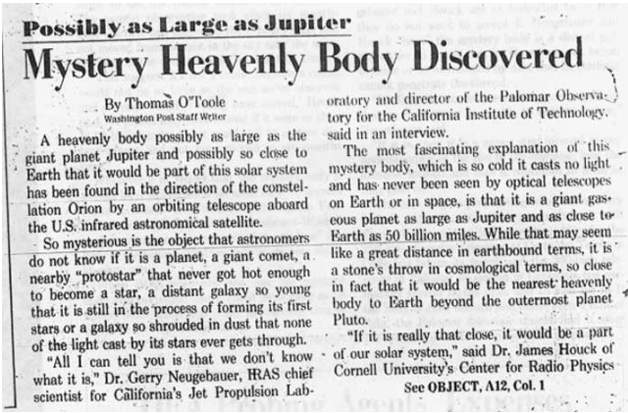 Possibly as Large as Jupiter
Mystery Heavenly Body Discovered
By Thomas O'Toole
Washington Post Staff Writer
A heavenly body possibly as large as the
giant planet Jupiter and possibly so close to
Earth that it would be part of this solar system
has been found in the direction of the constel-
lation Orion by an orbiting telescope aboard
the U.S. infrared astronomical satellite.
So mysterious is the object that astronomers
do not know if it is a planet, a giant comet, a
nearby "protostar" that never got hot enough
to become a star, a distant galaxy so young
that it is still in the process of forming its first
stars or a galaxy so shrouded in dust that none
of the light cast by its stars ever gets through.
"All I can tell you is that we don't know
what it is," Dr. Gerry Neugebauer, IRAS chief
scientist for California's Jet Propulsion Lab-
oratory and director of the Palomar Observa-
tory for the California Institute of Technology,
said in an interview.
The most fascinating explanation of this
mystery body, which is so cold it casts no light
and has never been seen by optical telescopes
on Earth or in space, is that it is a giant gas-
eous planet as large as Jupiter and as close to
Earth as 50 billion miles. While that may seem
like a great distance in earthbound terms, it is
a stone's throw in cosmological terms, so close
in fact that it would be the nearest heavenly
body to Earth beyond the outermost planet
Pluto.
"If it is really that close, it would be a part
of our solar system," said Dr. James Houck of
Cornell University's Center for Radio Physics
See OBJECT, A12, Col. 1